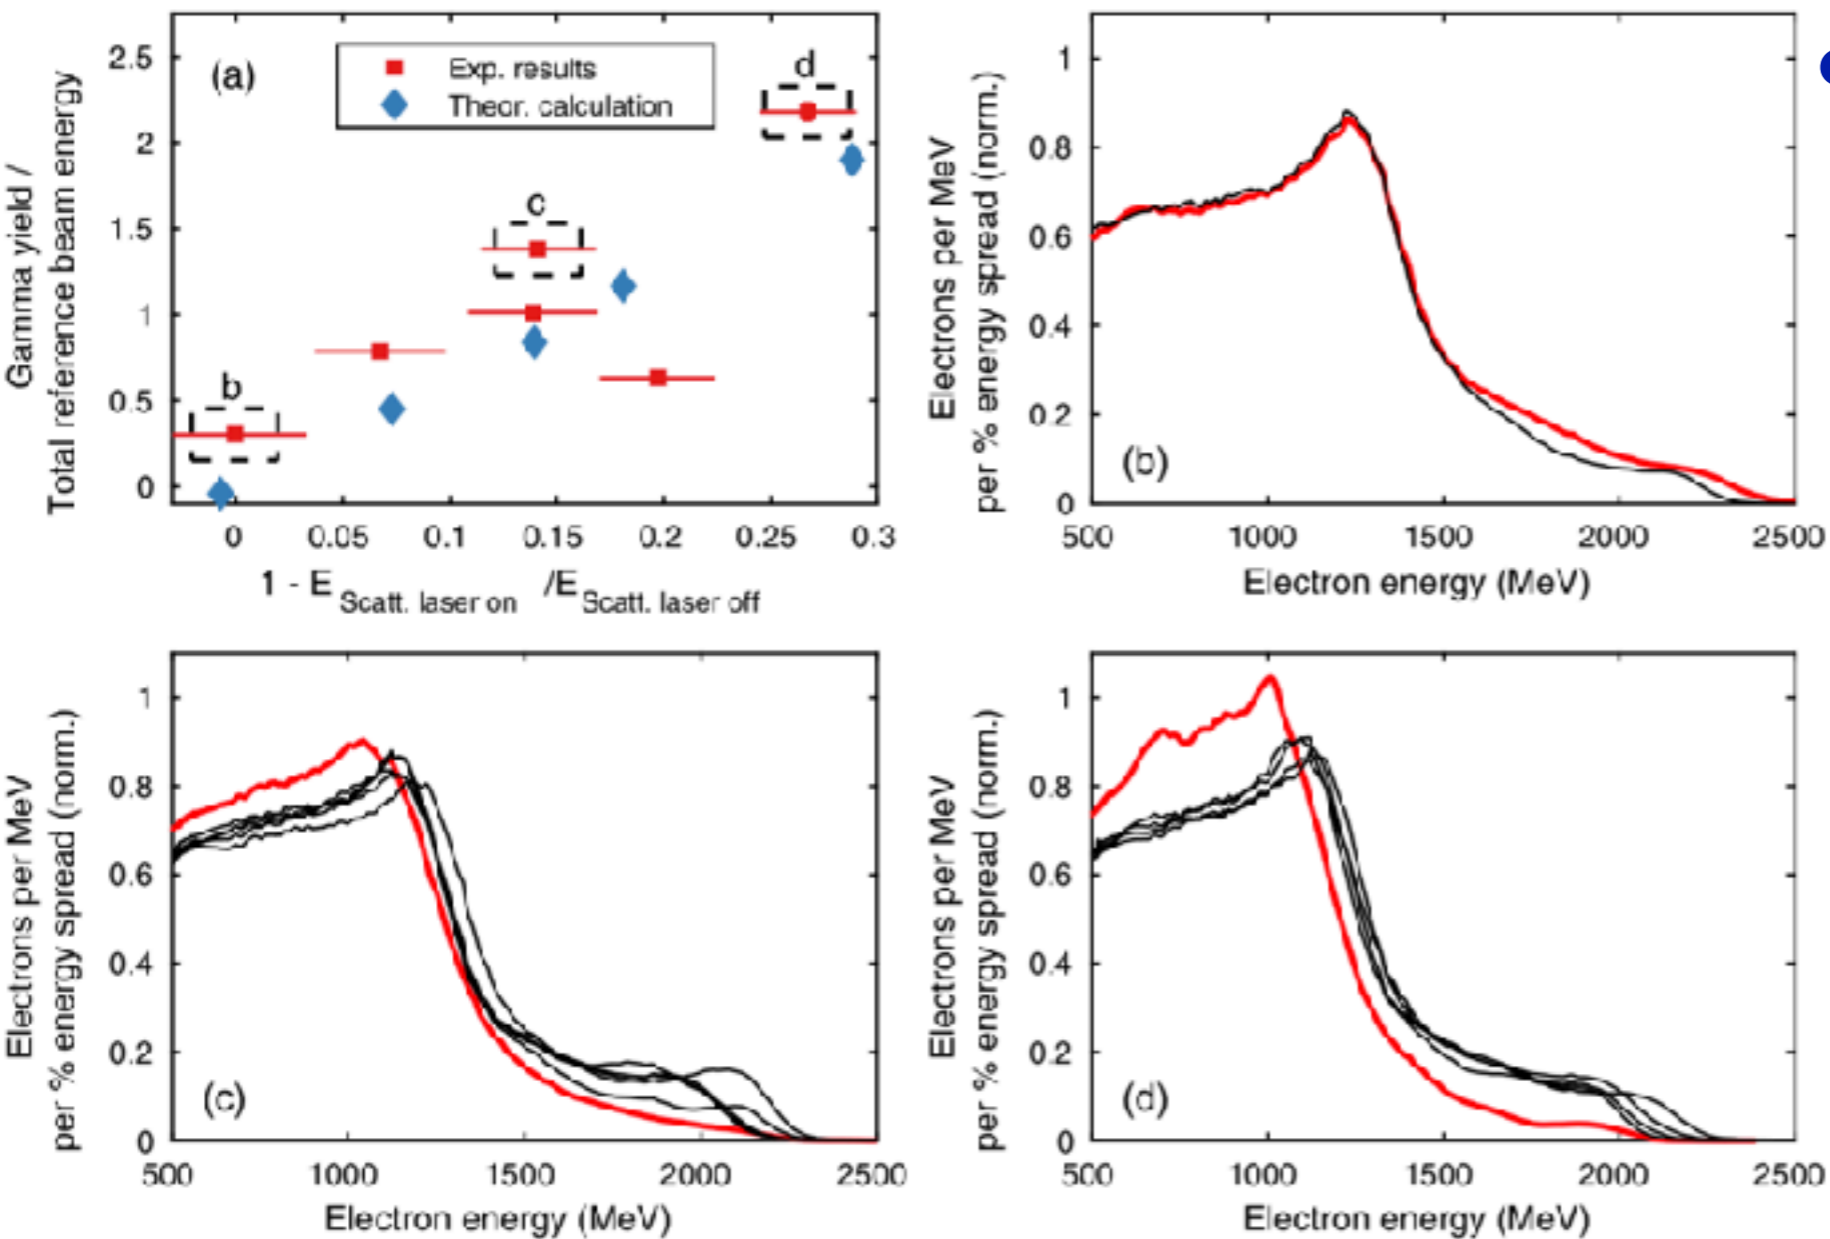 (a)
Exp. results
Theor. calculation
b
c
d
Gamma yield /
Total reference beam energy
2.5
2
1.5
1
0.5
0
0 0.05 0.1 0.15 0.2 0.25 0.3
1 - E Scatt. laser on /E Scatt. laser off
Electrons per MeV
per % energy spread (norm.)
1
0.8
0.6
0.4
0.2
0
(b)
500 1000 1500 2000 2500
Electron energy (MeV)
Electrons per MeV
per % energy spread (norm.)
1
0.8
0.6
0.4
0.2
0
(c)
500 1000 1500 2000 2500
Electron energy (MeV)
Electrons per MeV
per % energy spread (norm.)
1
0.8
0.6
0.4
0.2
0
(d)
500 1000 1500 2000 2500
Electron energy (MeV)